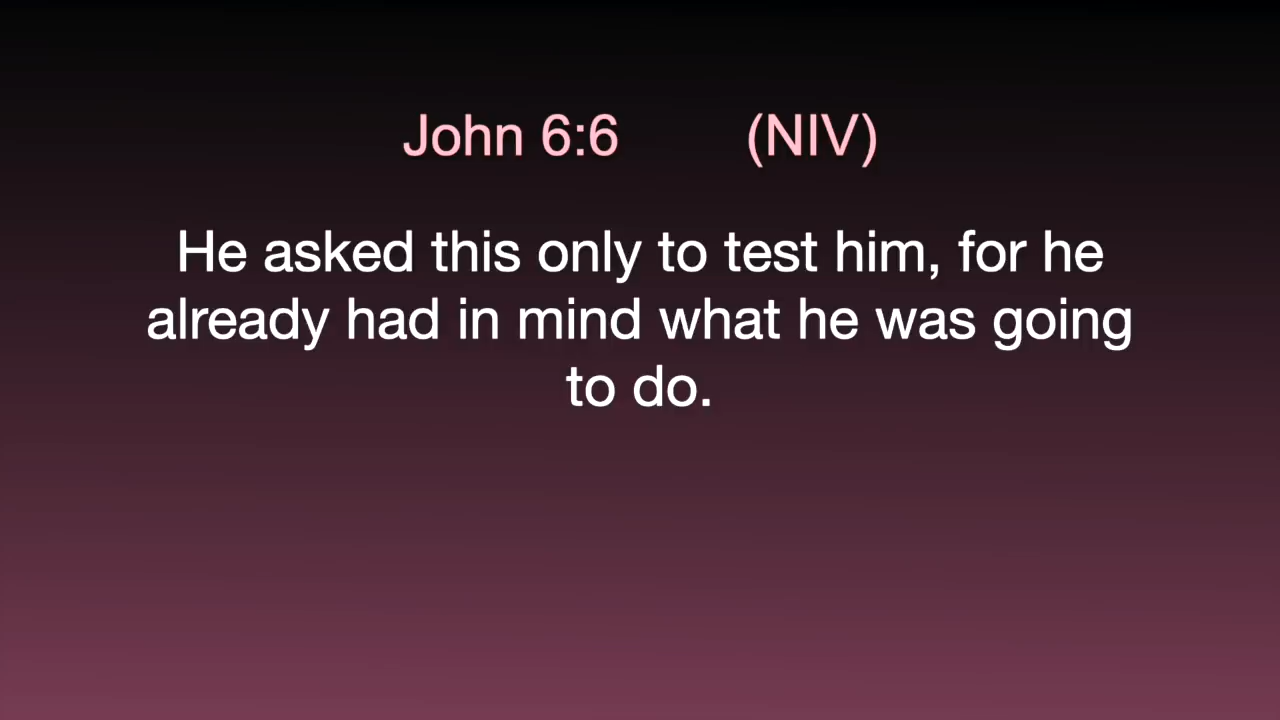 John 6:6 (NIV)
He asked this only to test him, for he
already had in mind what he was going
to do.